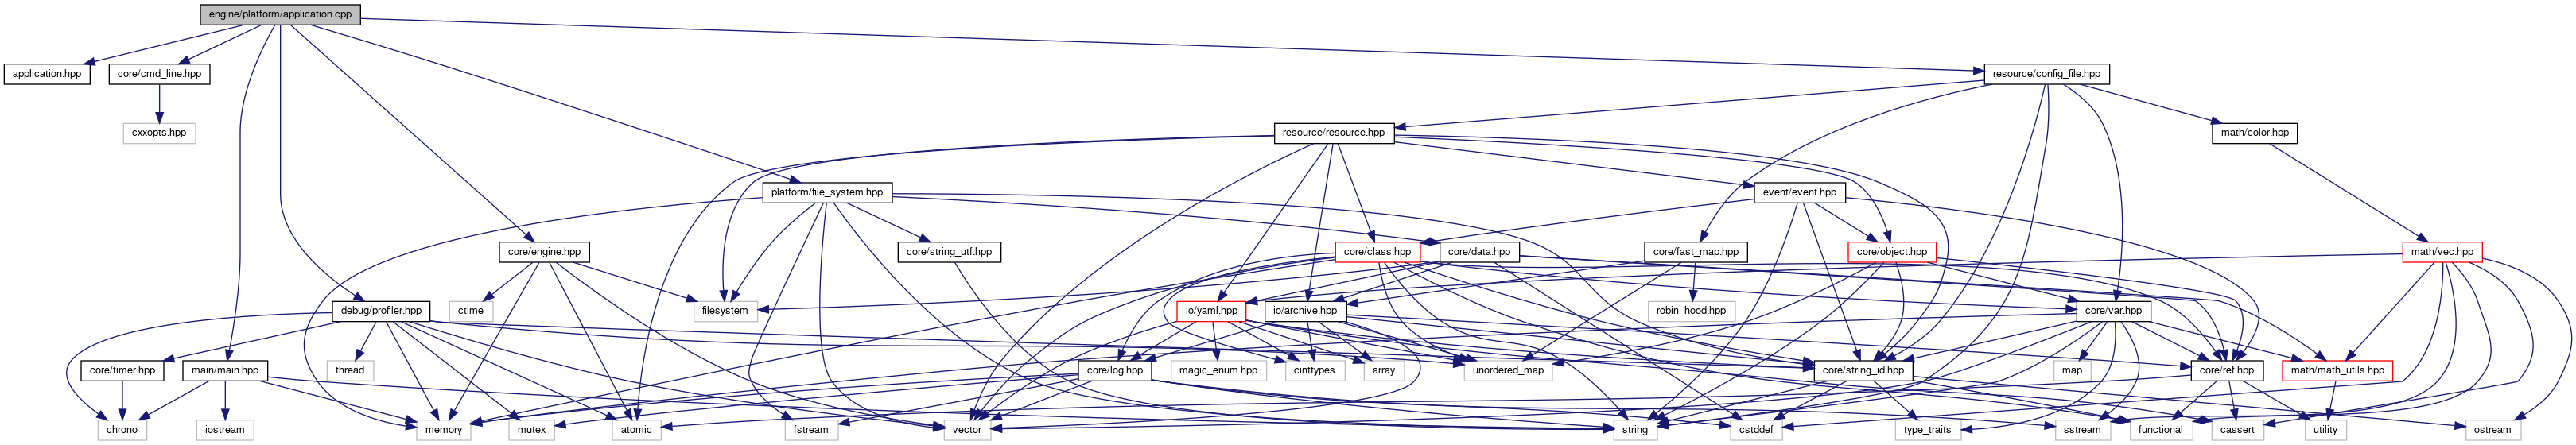 engine/platform/application.cpp
application.hpp
core/cmd_line.hpp
resource/config_file.hpp
cxxopts.hpp
resource/resource.hpp
math/color.hpp
platform/file_system.hpp
event/event.hpp
core/engine.hpp
core/string_utf.hpp
core/class.hpp
core/data.hpp
core/fast_map.hpp
core/object.hpp
math/vec.hpp
debug/profiler.hpp
ctime
filesystem
io/yaml.hpp
io/archive.hpp
robin_hood.hpp
core/var.hpp
core/timer.hpp
main/main.hpp
thread
core/log.hpp
magic_enum.hpp
cinttypes
array
unordered_map
core/string_id.hpp
map
core/ref.hpp
math/math_utils.hpp
chrono
iostream
memory
mutex
atomic
fstream
vector
string
cstddef
type_traits
sstream
functional
cassert
utility
ostream